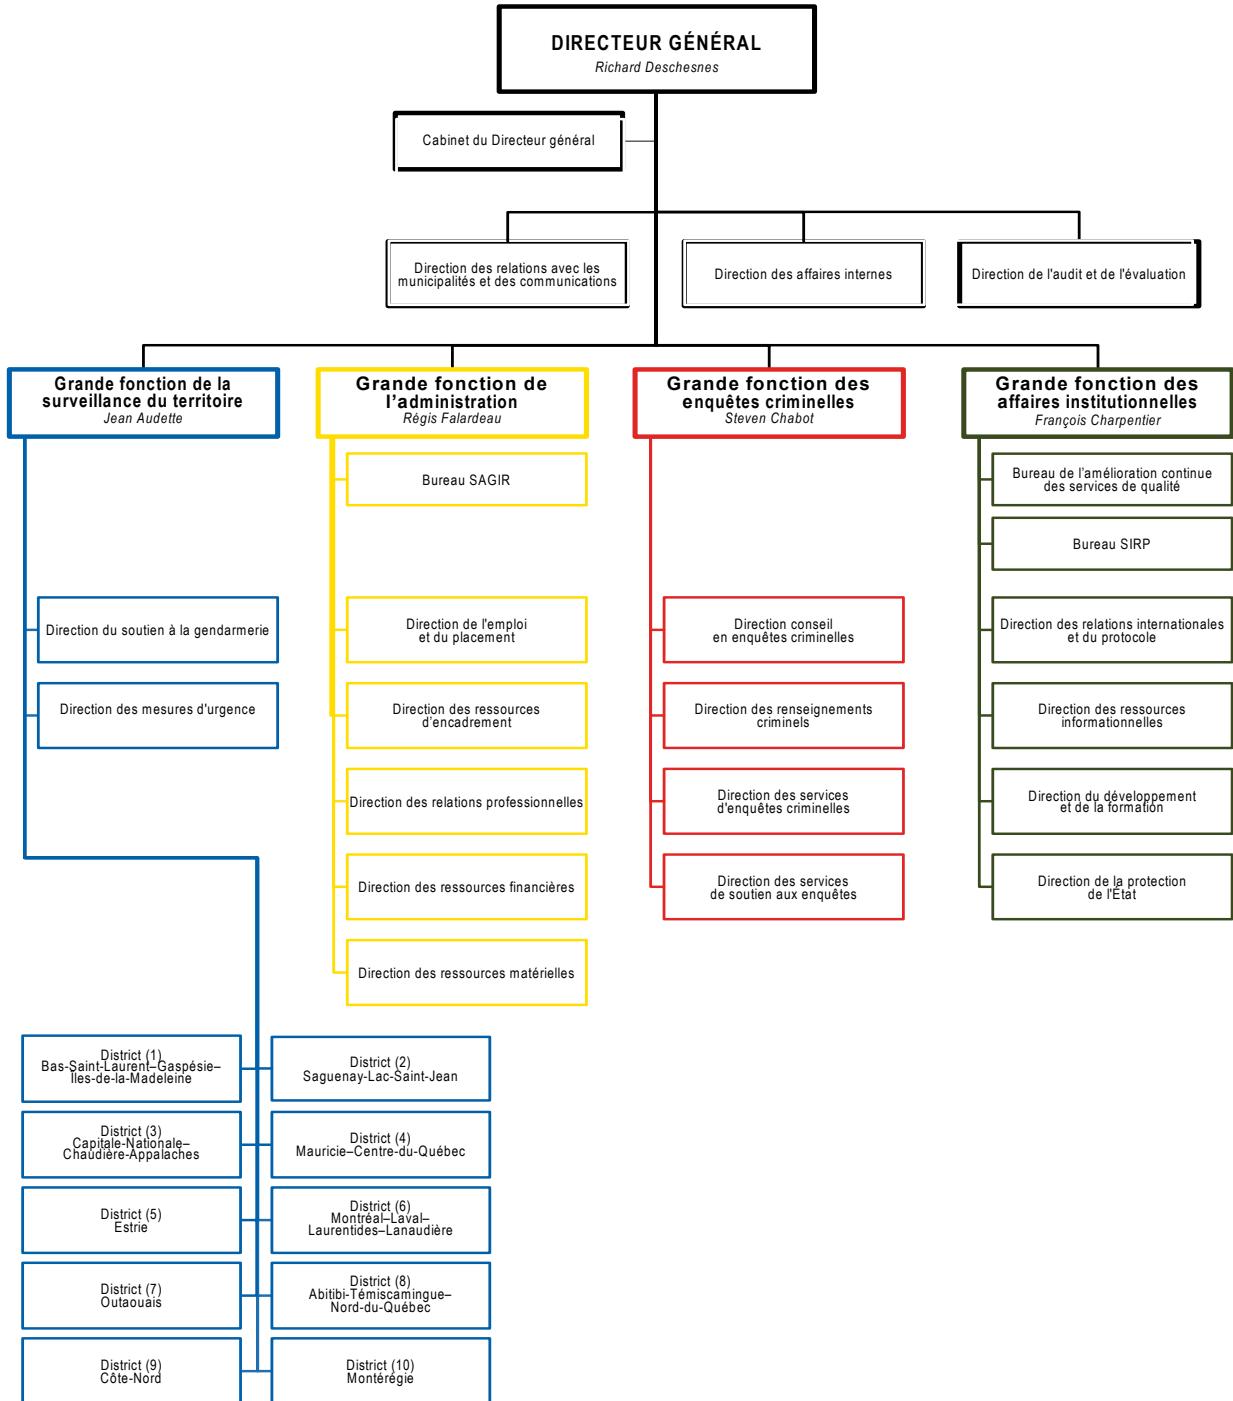 DIRECTEUR GÉNÉRAL
Richard Deschesnes
Cabinet du Directeur général
Direction des relations avec les
municipalités et des communications
Direction des affaires internes
Direction de l'audit et de l'évaluation
Grande fonction de la
surveillance du territoire
Jean Audette
Grande fonction de
l'administration
Régis Falardeau
Grande fonction des
enquêtes criminelles
Steven Chabot
Grande fonction des
affaires institutionnelles
François Charpentier
Bureau SAGIR
Bureau de l'amélioration continue
des services de qualité
Bureau SIRP
Direction du soutien à la gendarmerie
Direction de l'emploi
et du placement
Direction conseil
en enquêtes criminelles
Direction des relations internationales
et du protocole
Direction des mesures d'urgence
Direction des ressources
d'encadrement
Direction des renseignements
criminels
Direction des ressources
informationnelles
Direction des relations professionnelles
Direction des services
d'enquêtes criminelles
Direction du développement
et de la formation
Direction des ressources financières
Direction des services
de soutien aux enquêtes
Direction de la protection
de l'État
Direction des ressources matérielles
District (1)
Bas-Saint-Laurent–Gaspésie–
Îles-de-la-Madeleine
District (2)
Saguenay-Lac-Saint-Jean
District (3)
Capitale-Nationale–
Chaudière-Appalaches
District (4)
Mauricie–Centre-du-Québec
District (5)
Estrie
District (6)
Montréal–Laval–
Laurentides–Lanaudière
District (7)
Outaouais
District (8)
Abitibi-Témiscamingue–
Nord-du-Québec
District (9)
Côte-Nord
District (10)
Montérégie